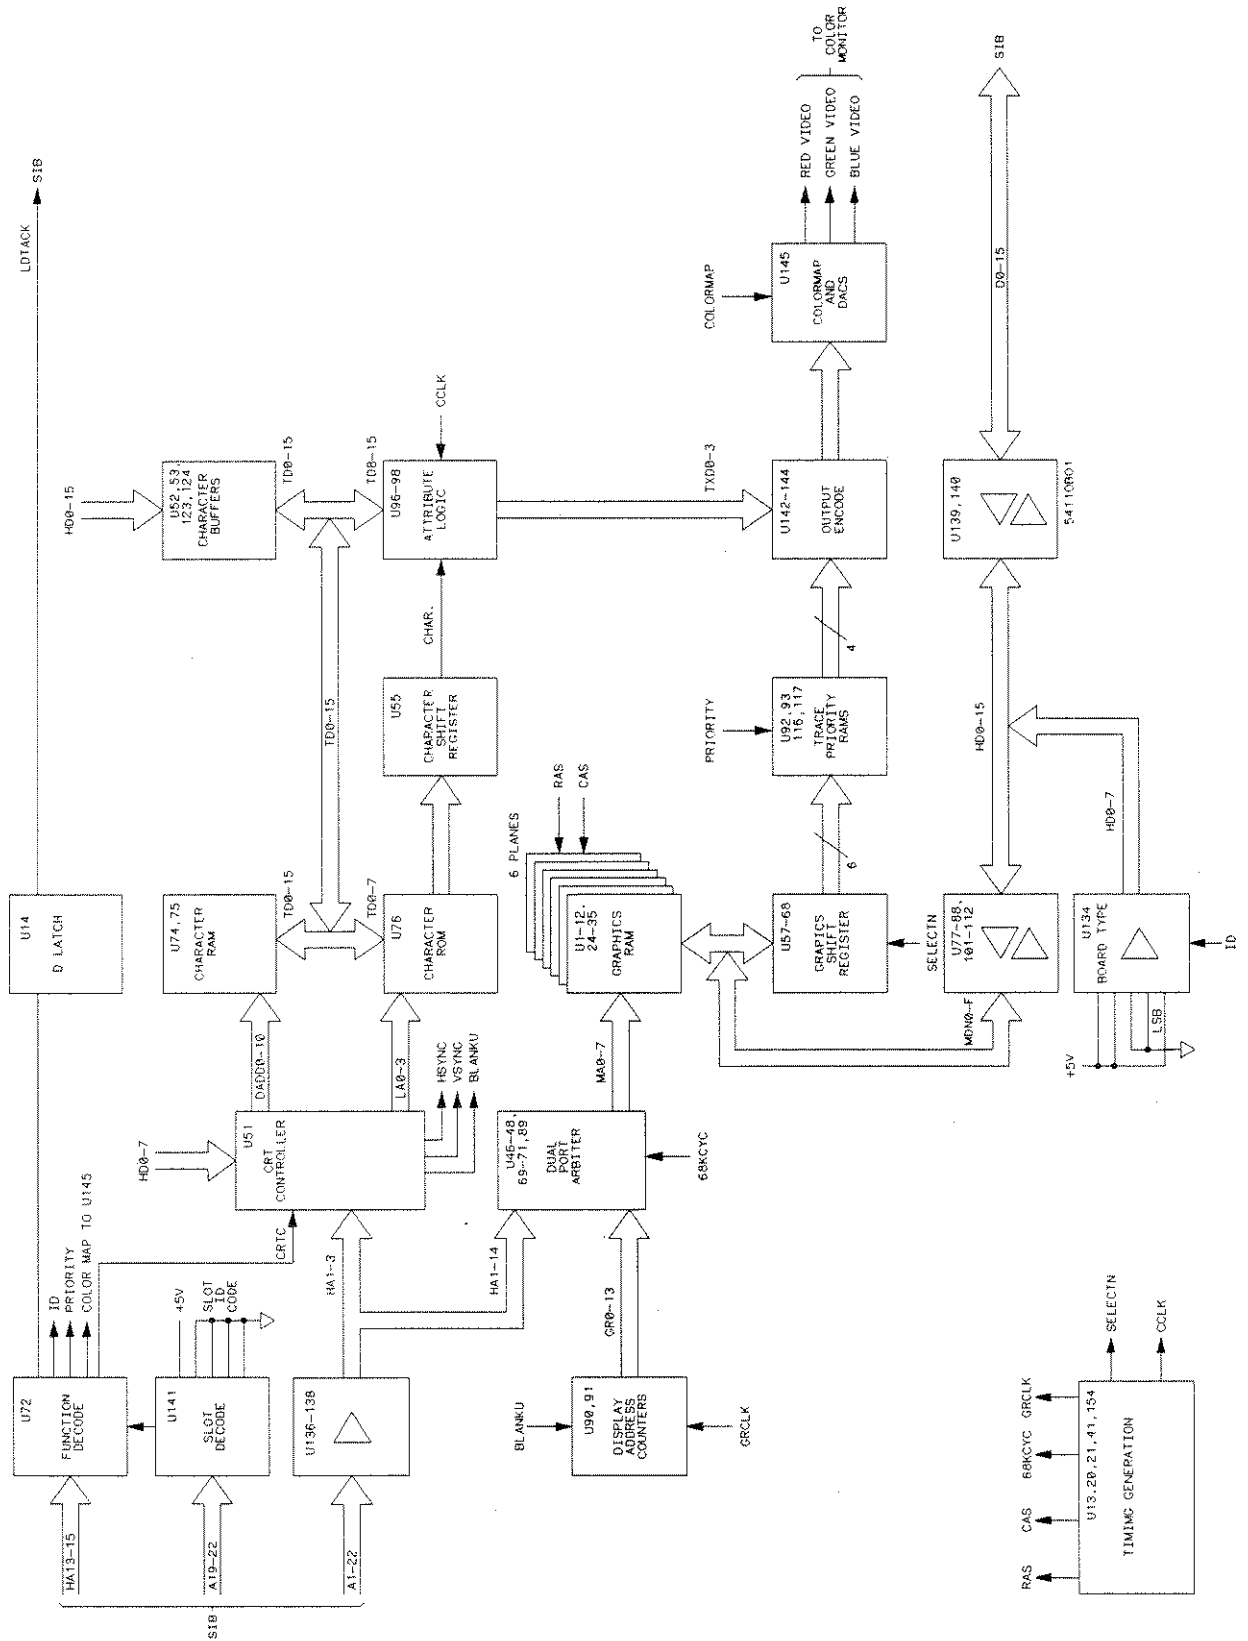 SIB
HA13-15
A19-22
A1-22
U72
FUNCTION
DECODE
ID
PRIORITY
COLOR MAP TO U145
U141
SLOT
DECODE
+5V
SLOT
ID
CODE
U136-138
CRTC
HA1-3
HA1-14
U14
D LATCH
LDTACK
SIB
HD0-7
U51
CRT
CONTROLLER
DADD0-10
LA0-3
HSYNC
VSYNC
BLANKU
U74,75
CHARACTER
RAM
TD0-15
TD0-7
U76
CHARACTER
ROM
TD0-15
U55
CHARACTER
SHIFT
REGISTER
CHAR.
HD0-15
U52,53,
123,124
CHARACTER
BUFFERS
TD0-15
TD8-15
U96-98
ATTRIBUTE
LOGIC
CCLK
TXD0-3
BLANKU
U90,91
DISPLAY
ADDRESS
COUNTERS
GRCLK
GR0-13
U46-48,
69-71,89
DUAL
PORT
ARBITER
68KCYC
MA0-7
6 PLANES
RAS
CAS
U1-12,
24-35
GRAPHICS
RAM
U57-68
GRAPICS
SHIFT
REGISTER
SELECTN
6
PRIORITY
U92,93
116,117
TRACE
PRIORITY
RAMS
4
U142-144
OUTPUT
ENCODE
COLORMAP
U145
COLORMAP
AND
DACS
RED VIDEO
GREEN VIDEO
BLUE VIDEO
TO
COLOR
MONITOR
MDN0-F
U77-88,
101-112
HD0-15
U139,140
54110B01
D0-15
SIB
+5V
LSB
U134
BOARD TYPE
ID
HD0-7
RAS
CAS
68KCYC
GRCLK
U13,20,21,41,154
TIMIMG GENERATION
SELECTN
CCLK